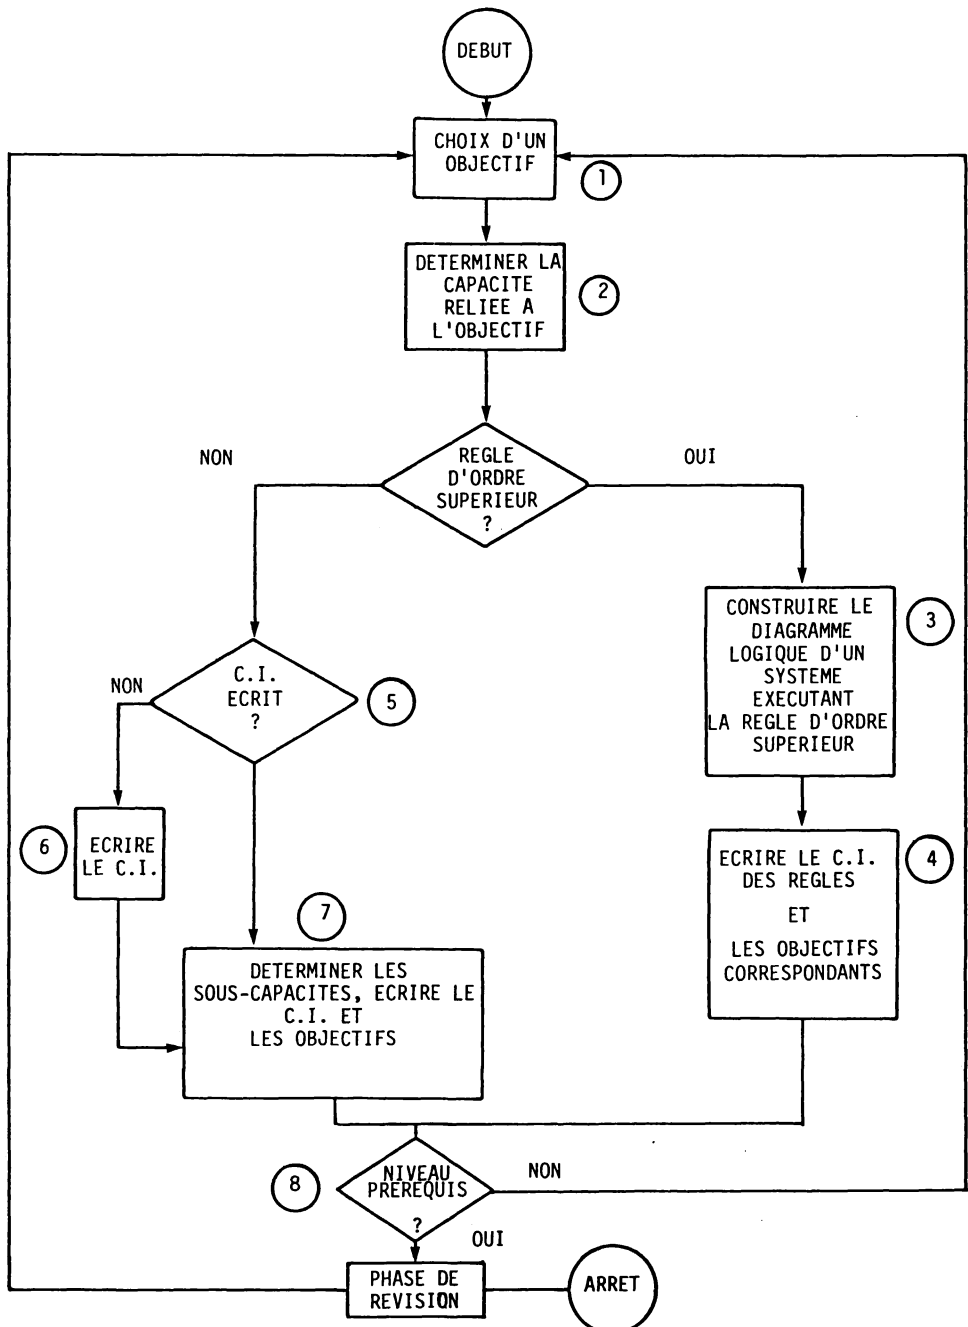 DEBUT
CHOIX D'UN
OBJECTIF
1
DETERMINER LA
CAPACITE
RELIEE A
L'OBJECTIF
2
NON
REGLE
D'ORDRE
SUPERIEUR
?
OUI
CONSTRUIRE LE
DIAGRAMME
LOGIQUE D'UN
SYSTEME
EXECUTANT
LA REGLE D'ORDRE
SUPERIEUR
3
NON
C.I.
ECRIT
?
5
6
ECRIRE
LE C.I.
ECRIRE LE C.I.
DES REGLES
ET
LES OBJECTIFS
CORRESPONDANTS
4
7
DETERMINER LES
SOUS-CAPACITES, ECRIRE LE
C.I. ET
LES OBJECTIFS
8
NIVEAU
PREREQUIS
?
NON
OUI
PHASE DE
REVISION
ARRET